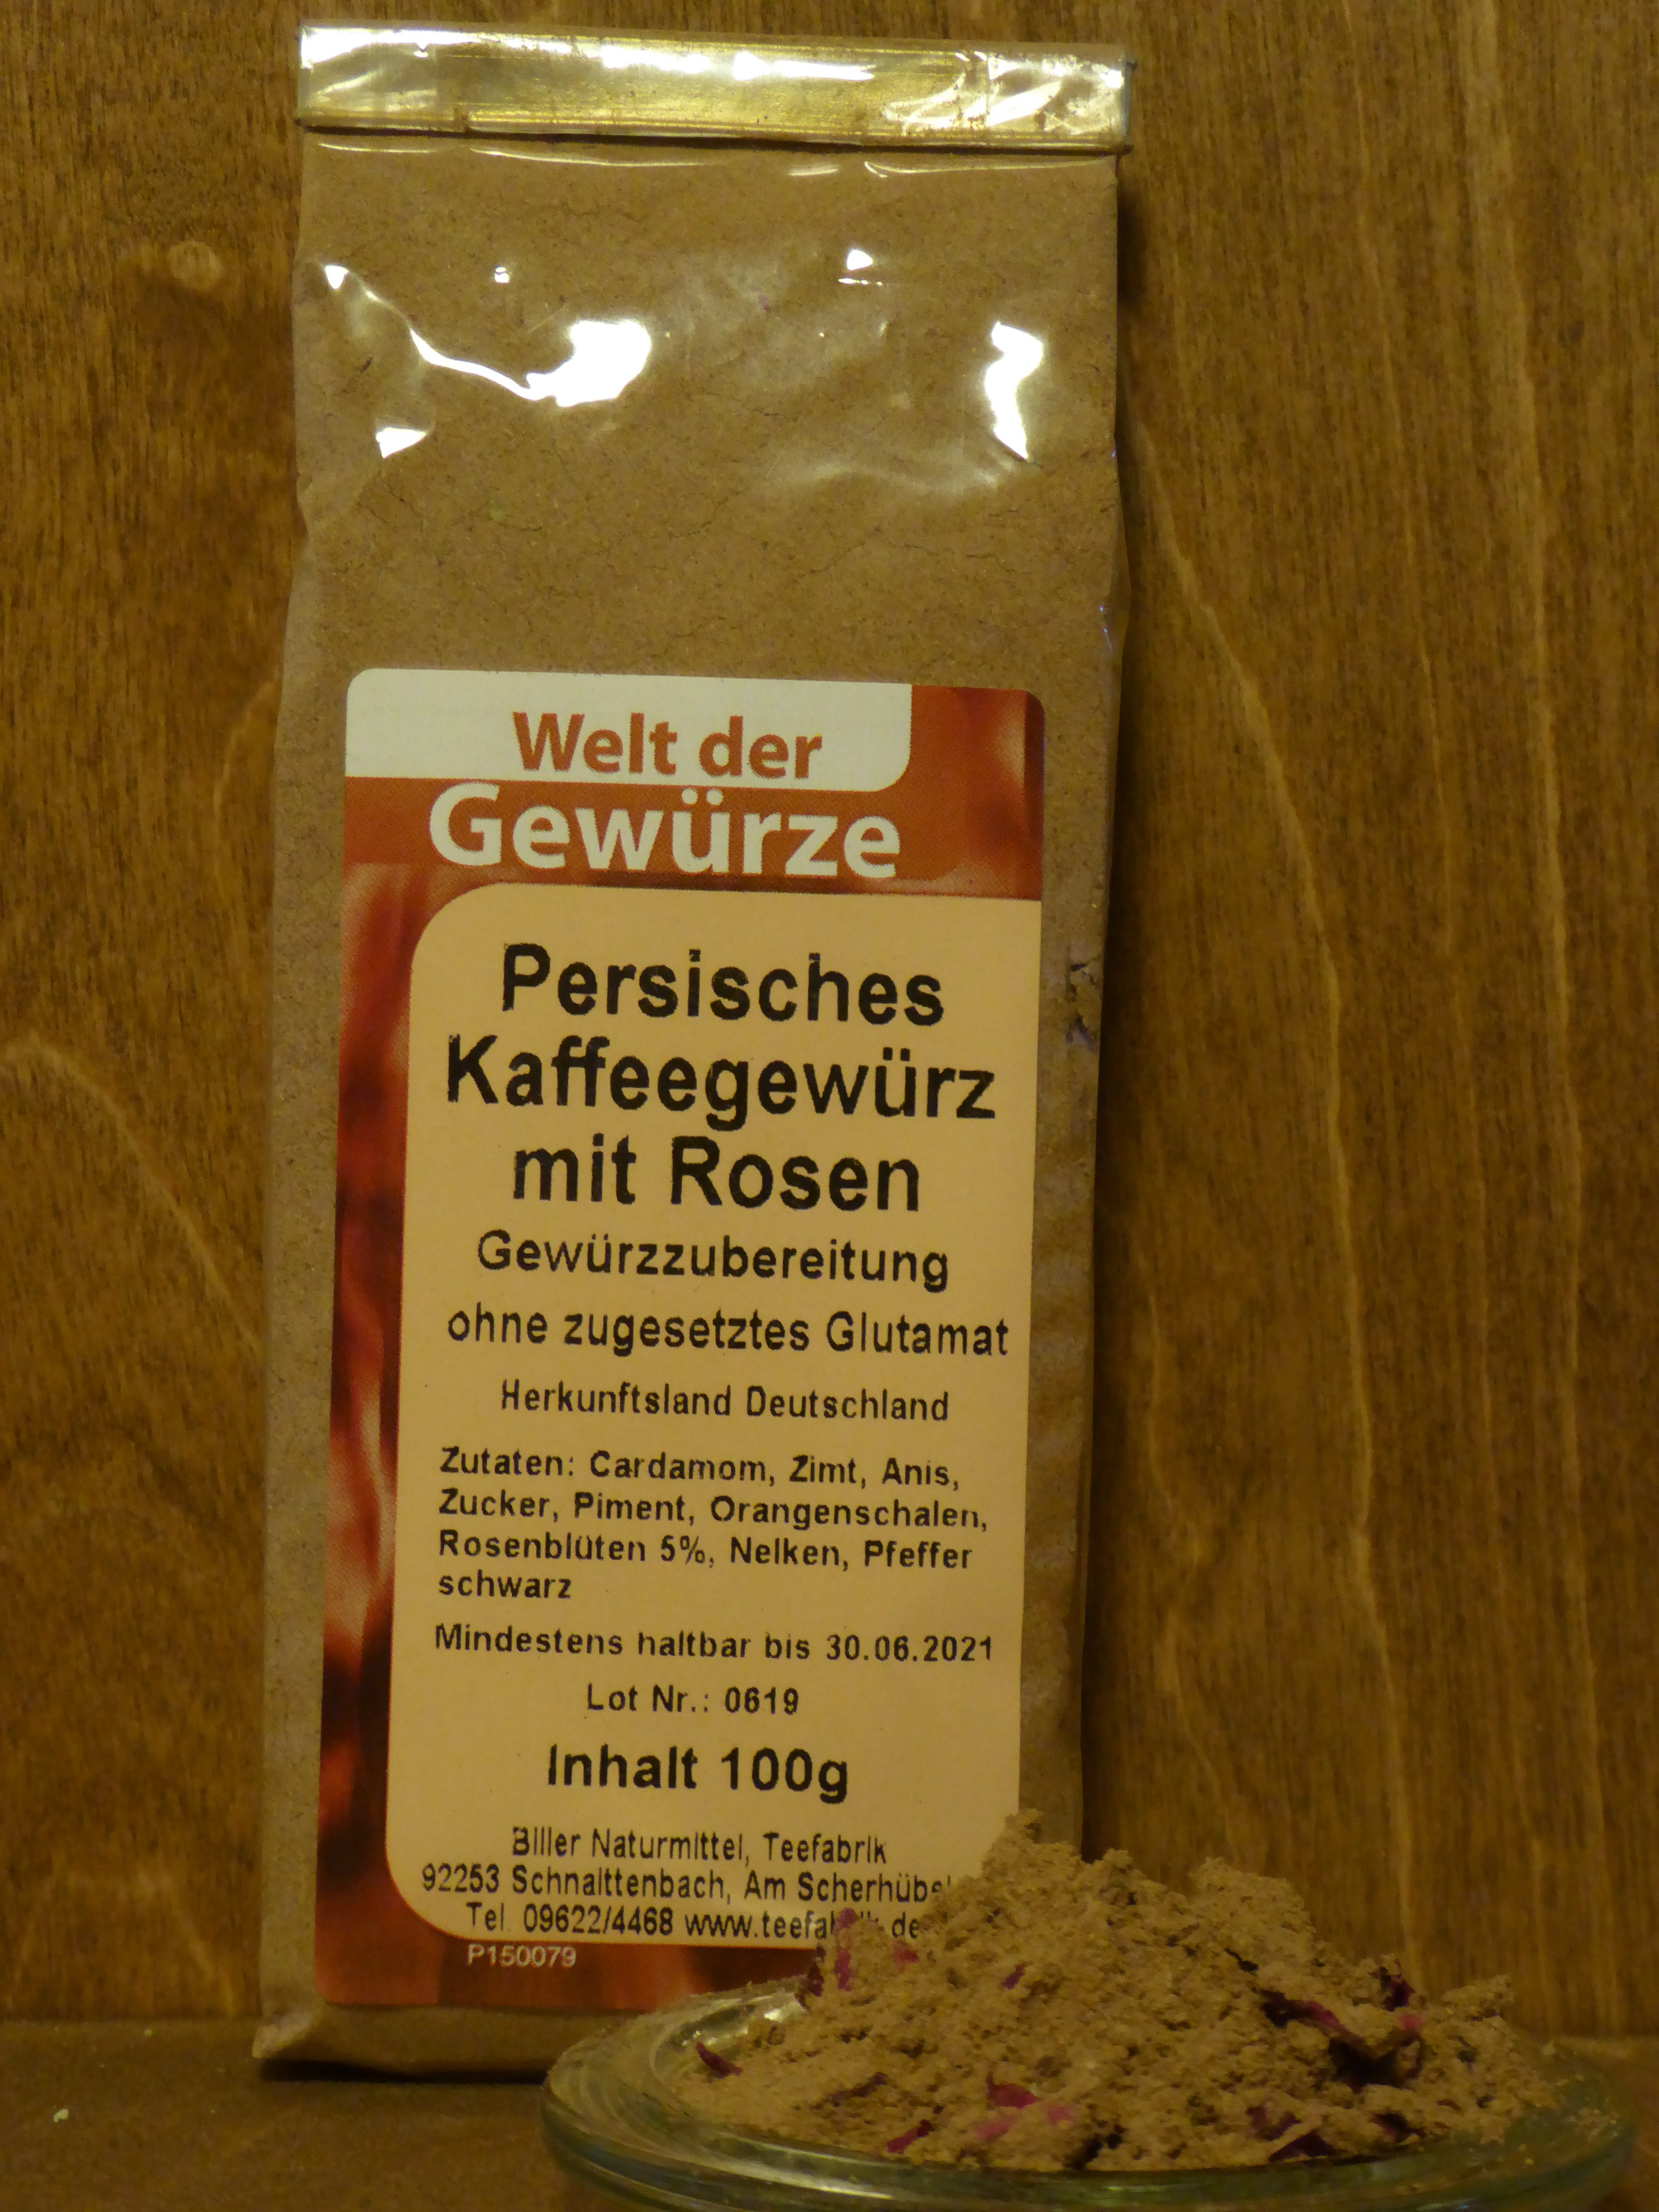 Welt der
Gewürze
Persisches
Kaffeegewürz
mit Rosen
Gewürzzubereitung
ohne zugesetztes Glutamat
Herkunftsland Deutschland
Zutaten: Cardamom, Zimt, Anis,
Zucker, Piment, Orangenschalen,
Rosenblüten 5%, Nelken, Pfeffer
schwarz
Mindestens haltbar bis 30.06.2021
Lot Nr.: 0619
Inhalt 100g
Biller Naturmittel, Teefabrik
92253 Schnaittenbach, Am
Tel. 09622/4468
P150079